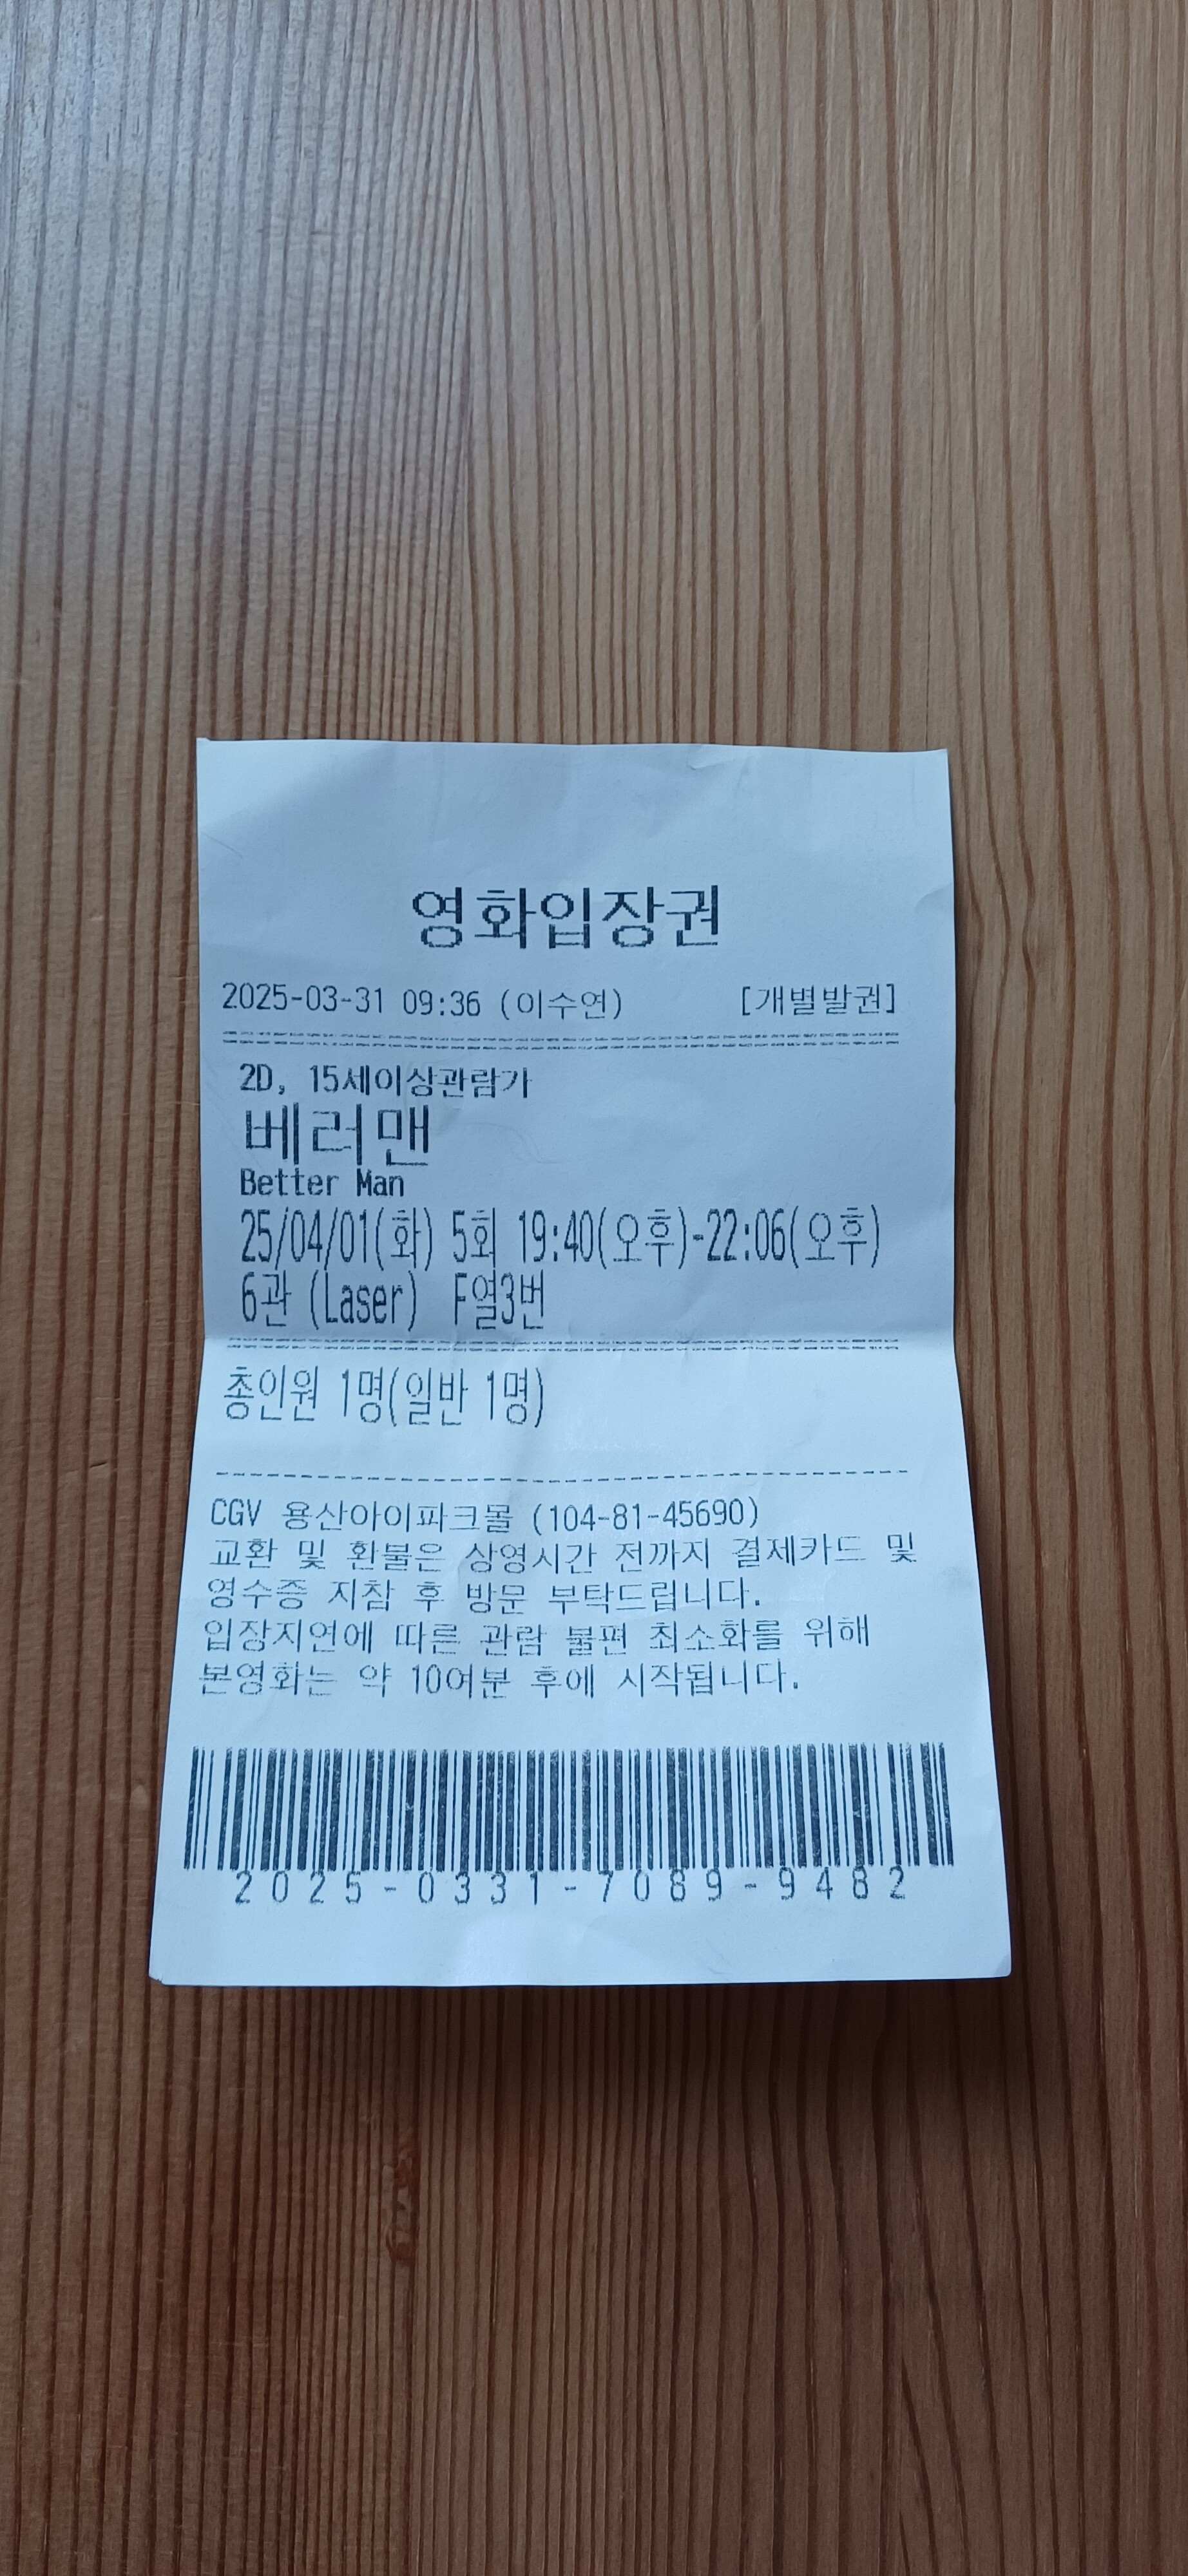 영화입장권
2025-03-31 09:36 (이수연) [개별발권]
2D, 15세이상관람가
베러맨
Better Man
25/04/01(화) 5회 19:40(오후)-22:06(오후)
6관 (Laser) F열3번
총인원 1명(일반 1명)
CGV 용산아이파크몰 (104-81-45690)
교환 및 환불은 상영시간 전까지 결제카드 및
영수증 지참 후 방문 부탁드립니다.
입장지연에 따른 관람 불편 최소화를 위해
본영화는 약 10여분 후에 시작됩니다.
2025-0331-7089-9482